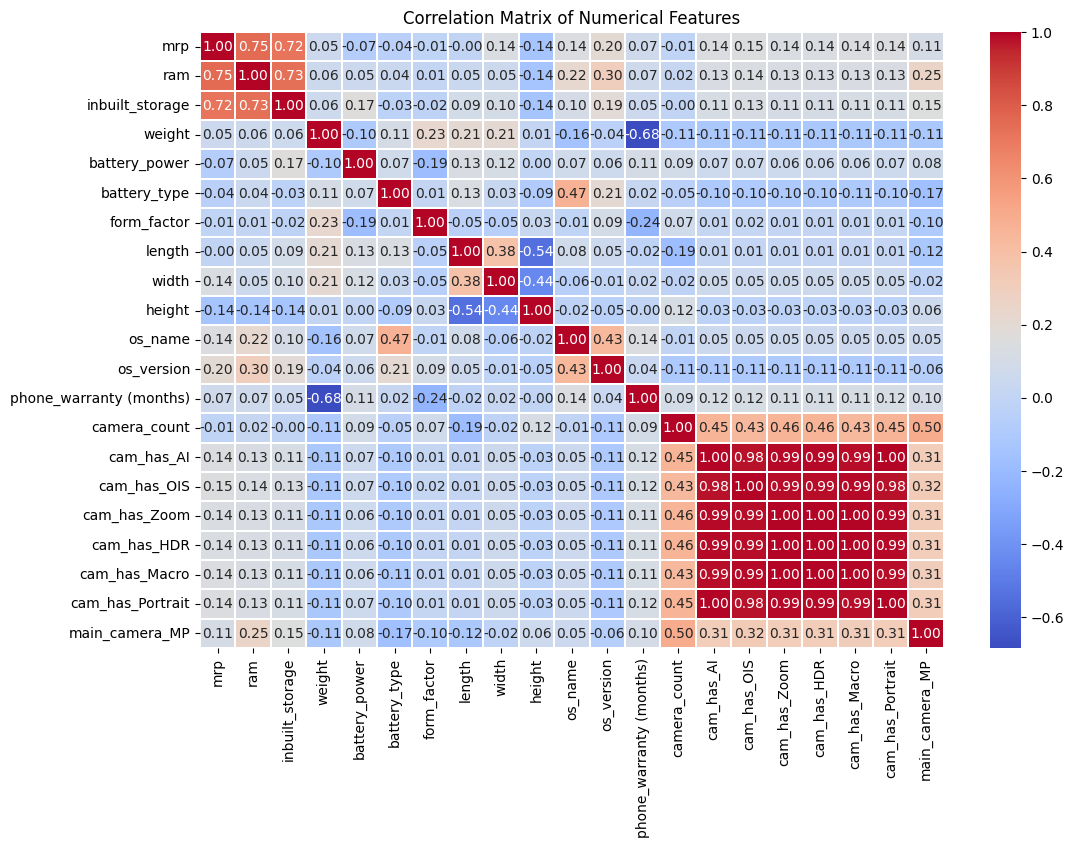 Correlation Matrix of Numerical Features
mrp 1.00 0.75 0.72 0.05 -0.07 -0.04 -0.01 -0.00 0.14 -0.14 0.14 0.20 0.07 -0.01 0.14 0.15 0.14 0.14 0.14 0.14 0.11
ram 0.75 1.00 0.73 0.06 0.05 0.04 0.01 0.05 0.05 -0.14 0.22 0.30 0.07 0.02 0.13 0.14 0.13 0.13 0.13 0.13 0.25
inbuilt_storage 0.72 0.73 1.00 0.06 0.17 -0.03 -0.02 0.09 0.10 -0.14 0.10 0.19 0.05 -0.00 0.11 0.13 0.11 0.11 0.11 0.11 0.15
weight 0.05 0.06 0.06 1.00 -0.10 0.11 0.23 0.21 0.21 0.01 -0.16 -0.04 -0.68 -0.11 -0.11 -0.11 -0.11 -0.11 -0.11 -0.11 -0.11
battery_power -0.07 0.05 0.17 -0.10 1.00 0.07 -0.19 0.13 0.12 0.00 0.07 0.06 0.11 0.09 0.07 0.07 0.06 0.06 0.06 0.07 0.08
battery_type -0.04 0.04 -0.03 0.11 0.07 1.00 0.01 0.13 0.03 -0.09 0.47 0.21 0.02 -0.05 -0.10 -0.10 -0.10 -0.10 -0.11 -0.10 -0.17
form_factor -0.01 0.01 -0.02 0.23 -0.19 0.01 1.00 -0.05 -0.05 0.03 -0.01 0.09 -0.24 0.07 0.01 0.02 0.01 0.01 0.01 0.01 -0.10
length -0.00 0.05 0.09 0.21 0.13 0.13 -0.05 1.00 0.38 -0.54 0.08 0.05 -0.02 -0.19 0.01 0.01 0.01 0.01 0.01 0.01 -0.12
width 0.14 0.05 0.10 0.21 0.12 0.03 -0.05 0.38 1.00 -0.44 -0.06 -0.01 0.02 -0.02 0.05 0.05 0.05 0.05 0.05 0.05 -0.02
height -0.14 -0.14 -0.14 0.01 0.00 -0.09 0.03 -0.54 -0.44 1.00 -0.02 -0.05 -0.00 0.12 -0.03 -0.03 -0.03 -0.03 -0.03 -0.03 0.06
os_name 0.14 0.22 0.10 -0.16 0.07 0.47 -0.01 0.08 -0.06 -0.02 1.00 0.43 0.14 -0.01 0.05 0.05 0.05 0.05 0.05 0.05 0.05
os_version 0.20 0.30 0.19 -0.04 0.06 0.21 0.09 0.05 -0.01 -0.05 0.43 1.00 0.04 -0.11 -0.11 -0.11 -0.11 -0.11 -0.11 -0.11 -0.06
phone_warranty (months) 0.07 0.07 0.05 -0.68 0.11 0.02 -0.24 -0.02 0.02 -0.00 0.14 0.04 1.00 0.09 0.12 0.12 0.11 0.11 0.11 0.12 0.10
camera_count -0.01 0.02 -0.00 -0.11 0.09 -0.05 0.07 -0.19 -0.02 0.12 -0.01 -0.11 0.09 1.00 0.45 0.43 0.46 0.46 0.43 0.45 0.50
cam_has_AI 0.14 0.13 0.11 -0.11 0.07 -0.10 0.01 0.01 0.05 -0.03 0.05 -0.11 0.12 0.45 1.00 0.98 0.99 0.99 0.99 1.00 0.31
cam_has_OIS 0.15 0.14 0.13 -0.11 0.07 -0.10 0.02 0.01 0.05 -0.03 0.05 -0.11 0.12 0.43 0.98 1.00 0.99 0.99 0.99 0.98 0.32
cam_has_Zoom 0.14 0.13 0.11 -0.11 0.06 -0.10 0.01 0.01 0.05 -0.03 0.05 -0.11 0.11 0.46 0.99 0.99 1.00 1.00 1.00 0.99 0.31
cam_has_HDR 0.14 0.13 0.11 -0.11 0.06 -0.10 0.01 0.01 0.05 -0.03 0.05 -0.11 0.11 0.46 0.99 0.99 1.00 1.00 1.00 0.99 0.31
cam_has_Macro 0.14 0.13 0.11 -0.11 0.06 -0.11 0.01 0.01 0.05 -0.03 0.05 -0.11 0.11 0.43 0.99 0.99 1.00 1.00 1.00 0.99 0.31
cam_has_Portrait 0.14 0.13 0.11 -0.11 0.07 -0.10 0.01 0.01 0.05 -0.03 0.05 -0.11 0.12 0.45 1.00 0.98 0.99 0.99 0.99 1.00 0.31
main_camera_MP 0.11 0.25 0.15 -0.11 0.08 -0.17 -0.10 -0.12 -0.02 0.06 0.05 -0.06 0.10 0.50 0.31 0.32 0.31 0.31 0.31 0.31 1.00
mrp
ram
inbuilt_storage
weight
battery_power
battery_type
form_factor
length
width
height
os_name
os_version
phone_warranty (months)
camera_count
cam_has_AI
cam_has_OIS
cam_has_Zoom
cam_has_HDR
cam_has_Macro
cam_has_Portrait
main_camera_MP
1.0
0.8
0.6
0.4
0.2
0.0
−0.2
−0.4
−0.6